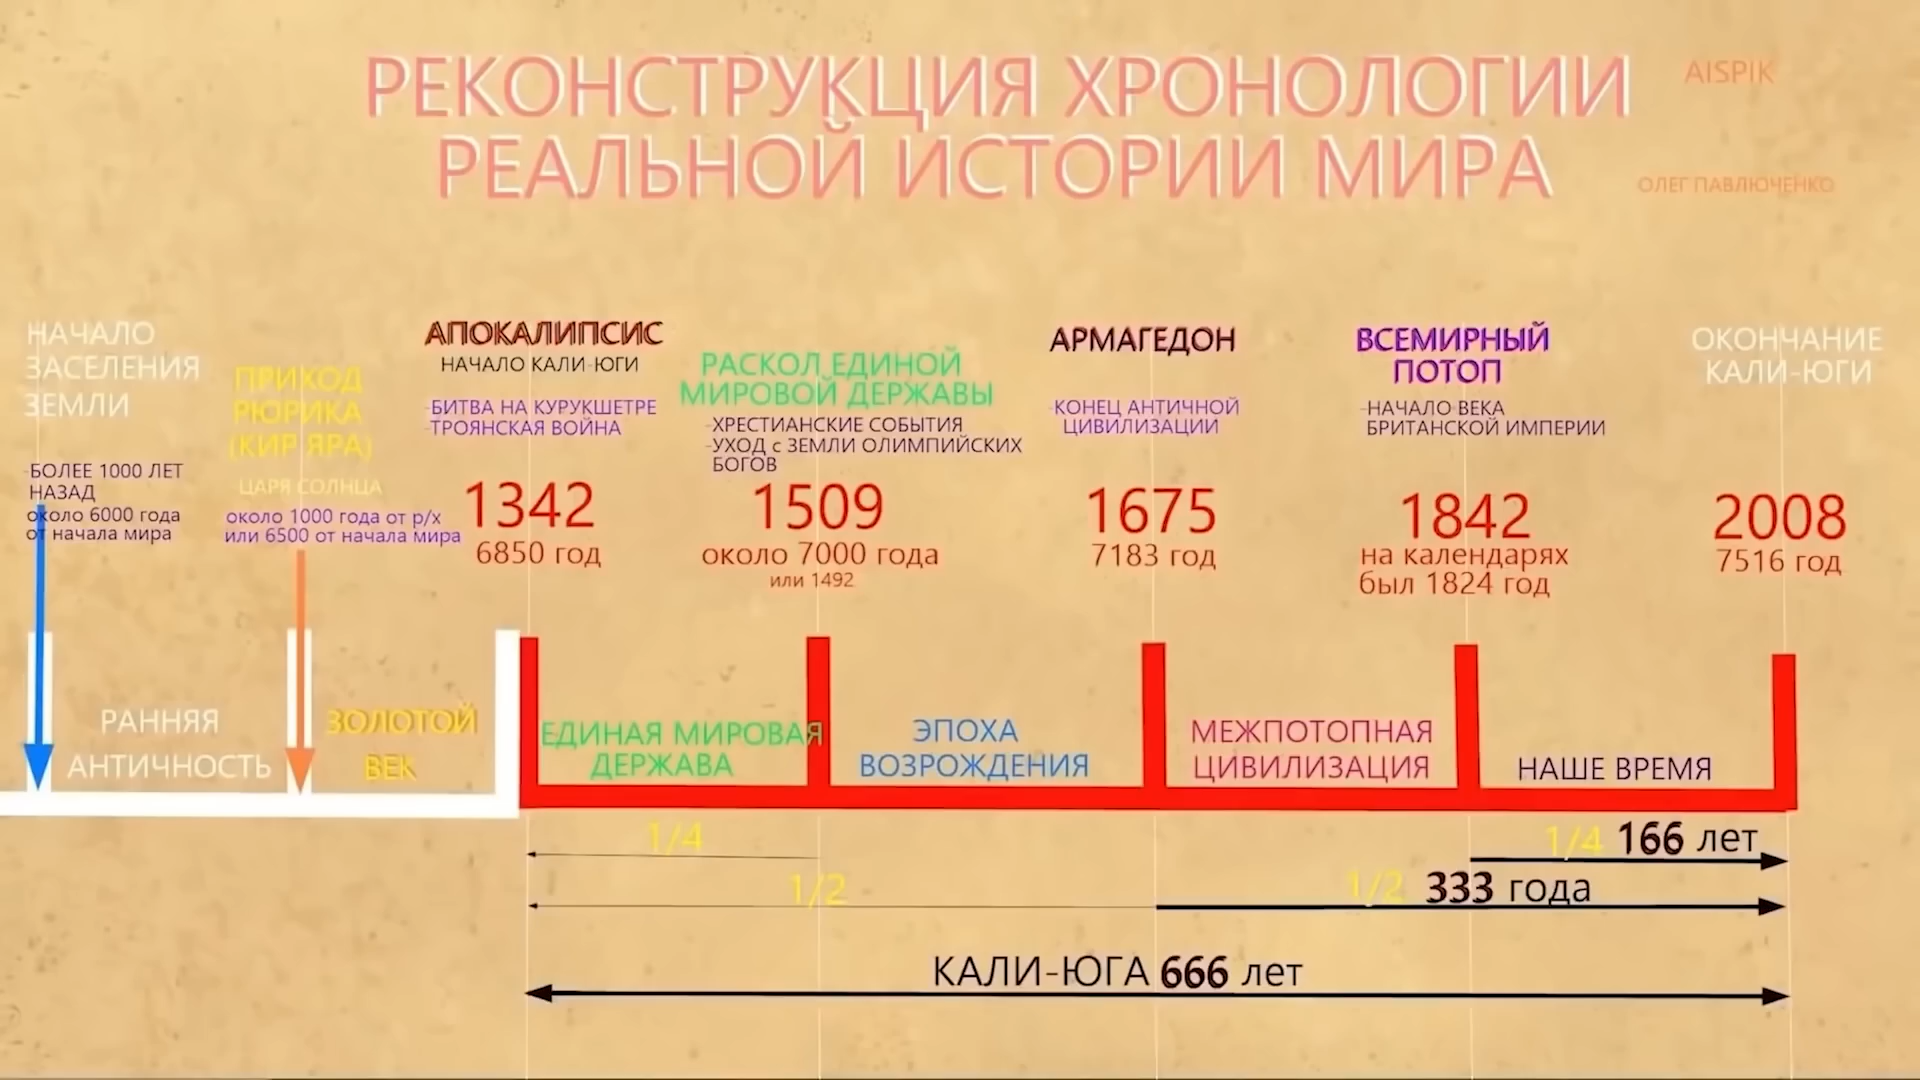 РЕКОНСТРУКЦИЯ ХРОНОЛОГИИ
РЕАЛЬНОЙ ИСТОРИИ МИРА
AISPIK
ОЛЕГ ПАВЛЮЧЕНКО
НАЧАЛО
ЗАСЕЛЕНИЯ
ЗЕМЛИ
-БОЛЕЕ 1000 ЛЕТ
НАЗАД
около 6000 года
от начала мира
ПРИХОД
РЮРИКА
(КИР ЯРА)
ЦАРЯ СОЛНЦА
около 1000 года от р/х
или 6500 от начала мира
АПОКАЛИПСИС
НАЧАЛО КАЛИ-ЮГИ
-БИТВА НА КУРУКШЕТРЕ
-ТРОЯНСКАЯ ВОЙНА
1342
6850 год
РАСКОЛ ЕДИНОЙ
МИРОВОЙ ДЕРЖАВЫ
-ХРЕСТИАНСКИЕ СОБЫТИЯ
-УХОД с ЗЕМЛИ ОЛИМПИЙСКИХ
БОГОВ
1509
около 7000 года
или 1492
АРМАГЕДОН
-КОНЕЦ АНТИЧНОЙ
ЦИВИЛИЗАЦИИ
1675
7183 год
ВСЕМИРНЫЙ
ПОТОП
-НАЧАЛО ВЕКА
БРИТАНСКОЙ ИМПЕРИИ
1842
на календарях
был 1824 год
ОКОНЧАНИЕ
КАЛИ-ЮГИ
2008
7516 год
РАННЯЯ
АНТИЧНОСТЬ
ЗОЛОТОЙ
ВЕК
ЕДИНАЯ МИРОВАЯ
ДЕРЖАВА
ЭПОХА
ВОЗРОЖДЕНИЯ
МЕЖПОТОПНАЯ
ЦИВИЛИЗАЦИЯ
НАШЕ ВРЕМЯ
1/4
1/4 166 лет
1/2
1/2 333 года
КАЛИ-ЮГА 666 лет